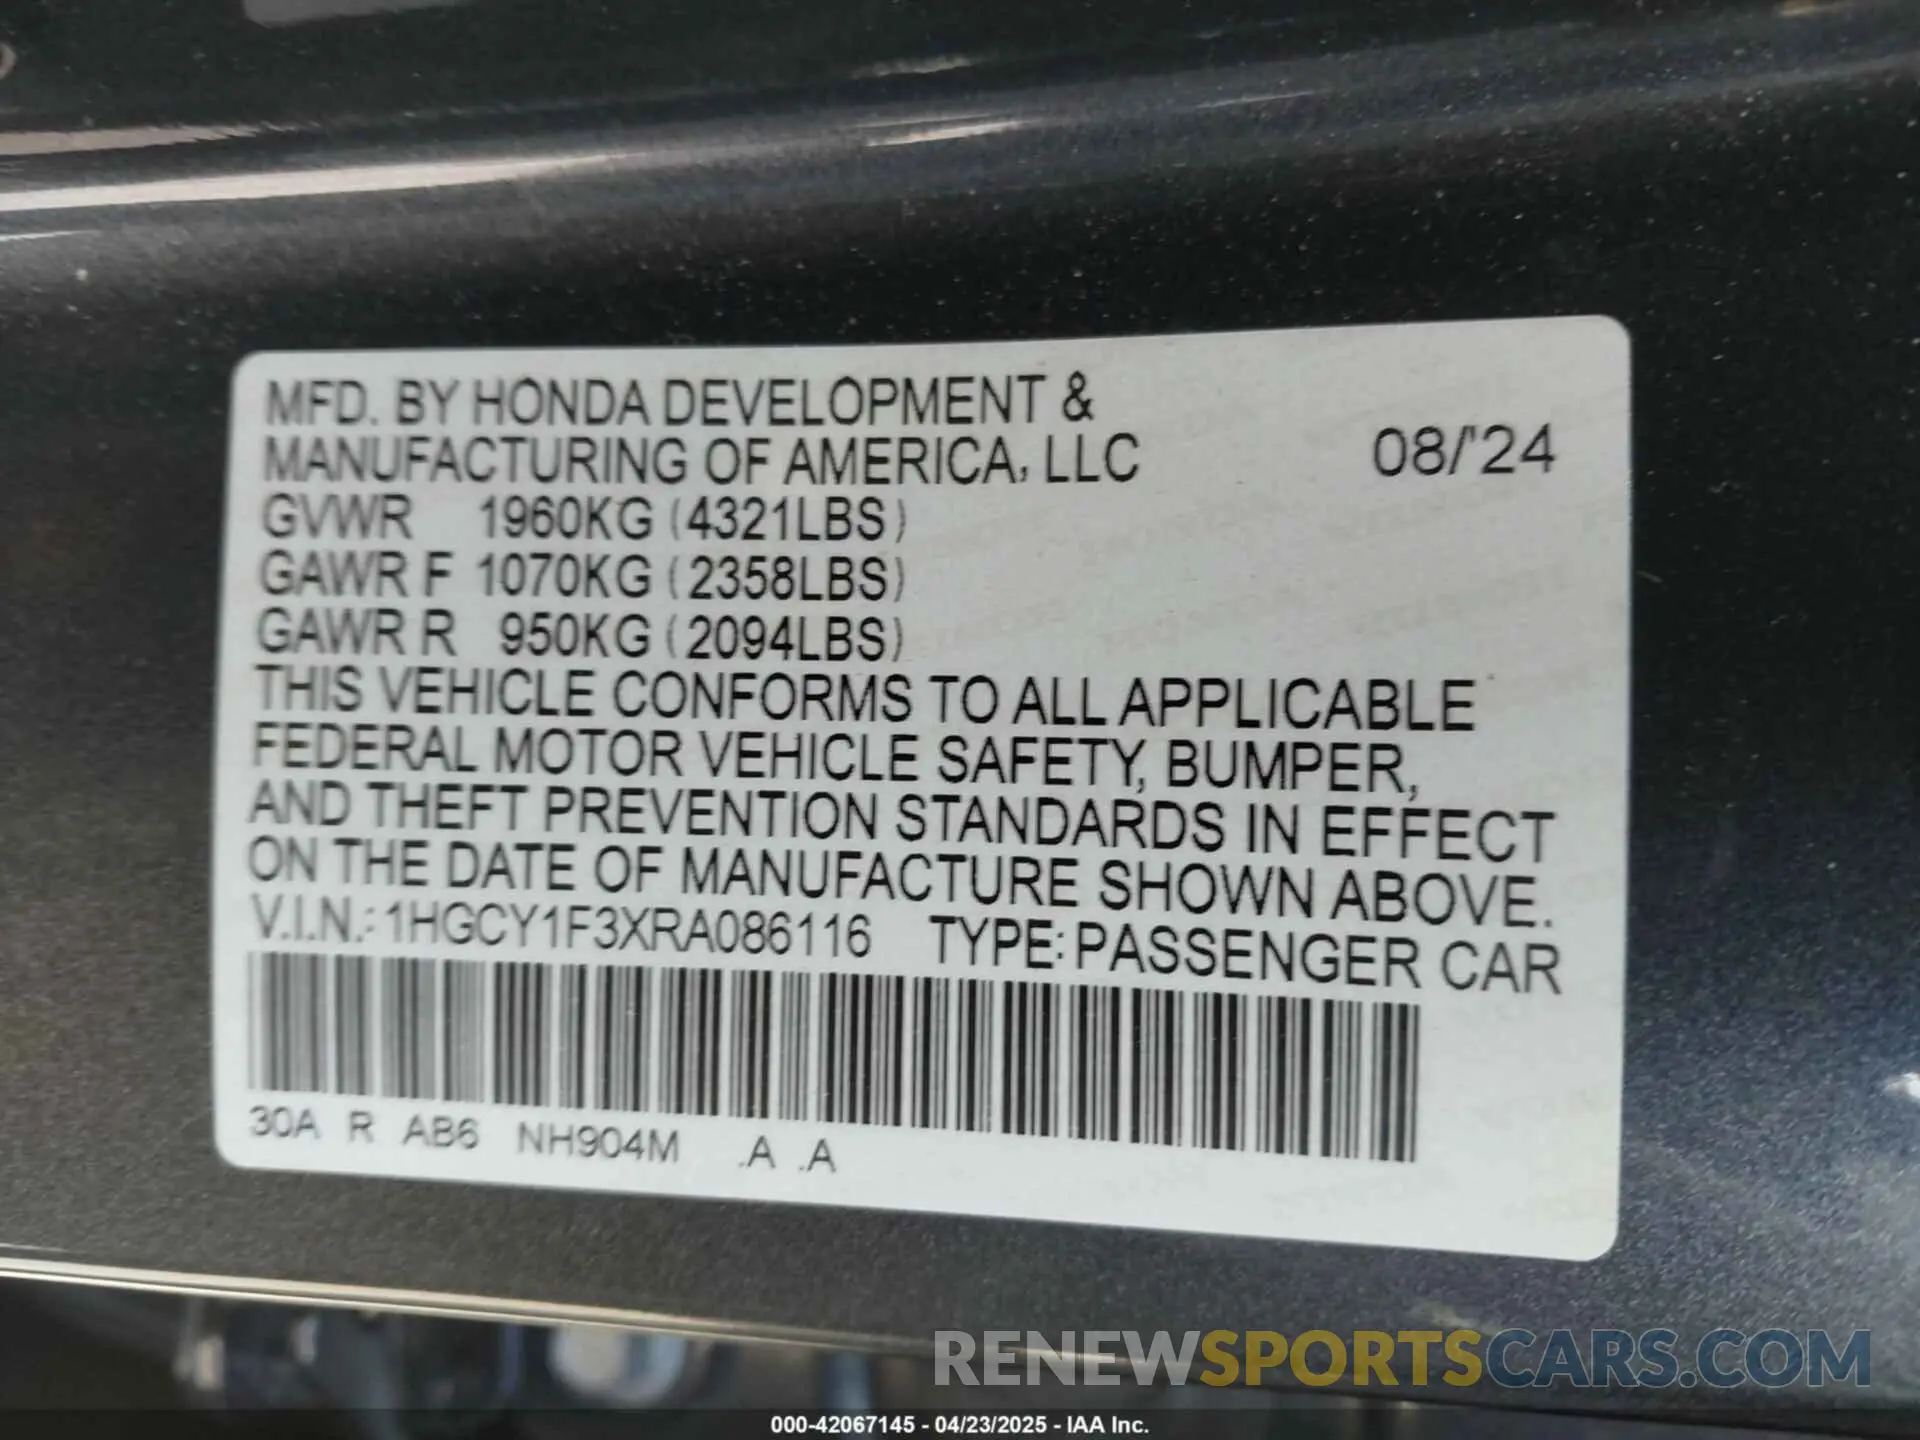 MFD. BY HONDA DEVELOPMENT &
MANUFACTURING OF AMERICA, LLC 08/'24
GVWR 1960KG (4321LBS)
GAWR F 1070KG (2358LBS)
GAWR R 950KG (2094LBS)
THIS VEHICLE CONFORMS TO ALL APPLICABLE
FEDERAL MOTOR VEHICLE SAFETY, BUMPER,
AND THEFT PREVENTION STANDARDS IN EFFECT
ON THE DATE OF MANUFACTURE SHOWN ABOVE.
V.I.N.: 1HGCY1F3XRA086116 TYPE: PASSENGER CAR
30A R AB6 NH904M .A .A
RENEWSPORTSCARS.COM
000-42067145 - 04/23/2025 - IAA Inc.